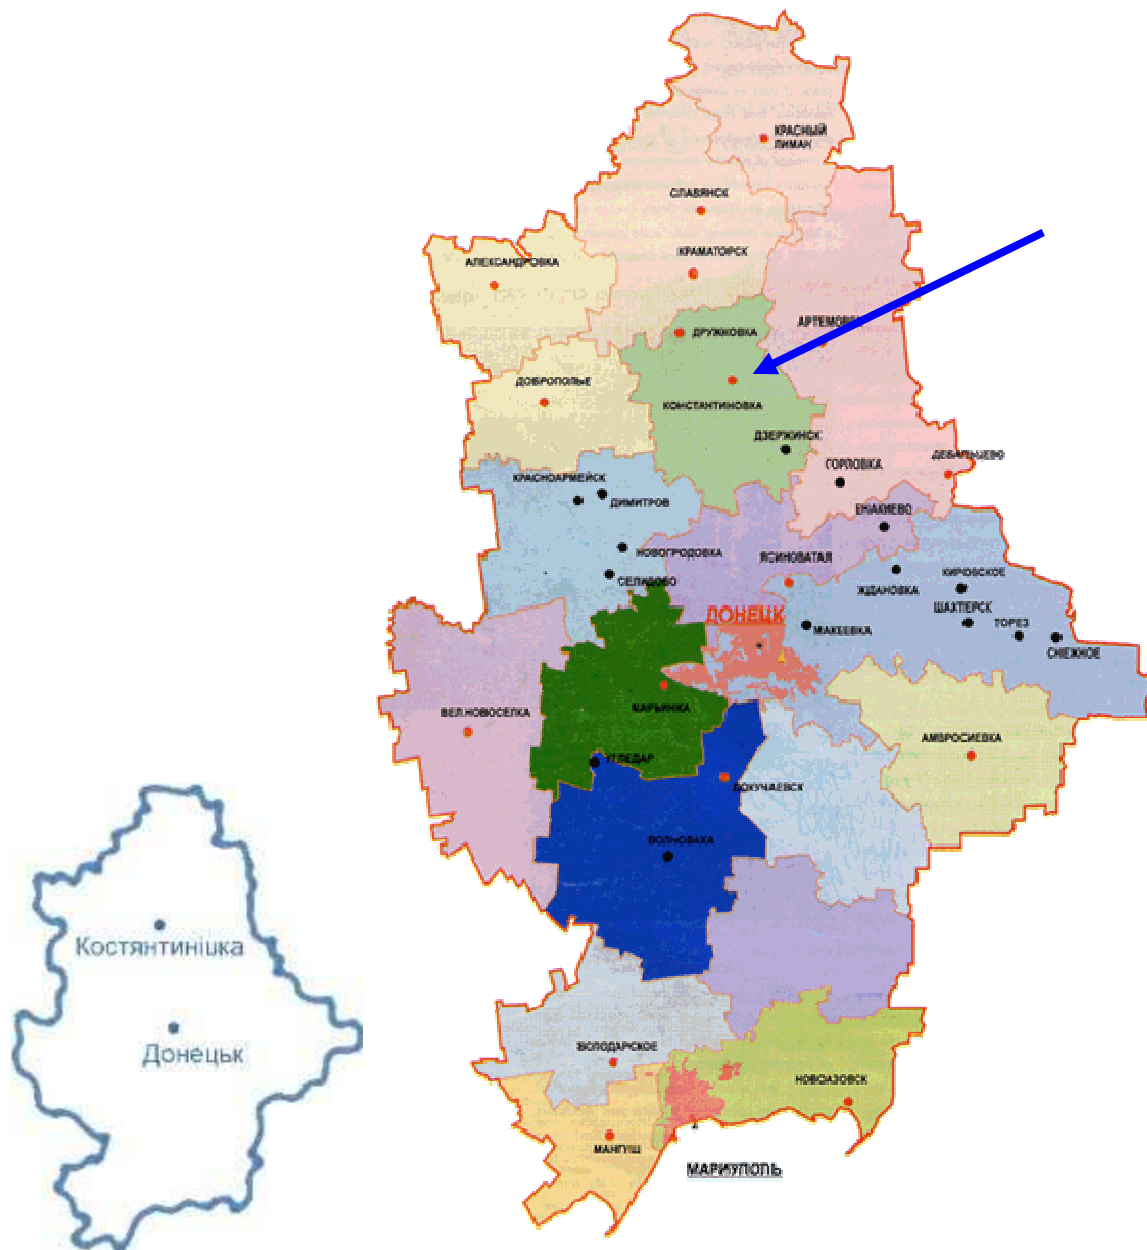 КРАСНЫЙ
ЛИМАН
СЛАВЯНСК
КРАМАТОРСК
АЛЕКСАНДРОВКА
ДРУЖКОВКА
ДОБРОПОЛЬЕ
КОНСТАНТИНОВКА
ДЗЕРЖИНСК
ГОРЛОВКА
ДЕБАЛЬЦЕВО
КРАСНОАРМЕЙСК
ДИМИТРОВ
ЕНАКИЕВО
НОВОГРОДОВКА
ЯСИНОВАТАЯ
КИРОВСКОЕ
ЖДАНОВКА
СЕЛИДОВО
ШАХТЕРСК
ДОНЕЦК
ТОРЕЗ
МАКЕЕВКА
СНЕЖНОЕ
МАРЬИНКА
ВЕЛ.НОВОСЕЛКА
АМВРОСИЕВКА
УГЛЕДАР
ДОКУЧАЕВСК
ВОЛНОВАХА
Костянтинівка
Донецьк
ВОЛОДАРСКОЕ
НОВОАЗОВСК
МАНГУШ
МАРИУПОЛЬ